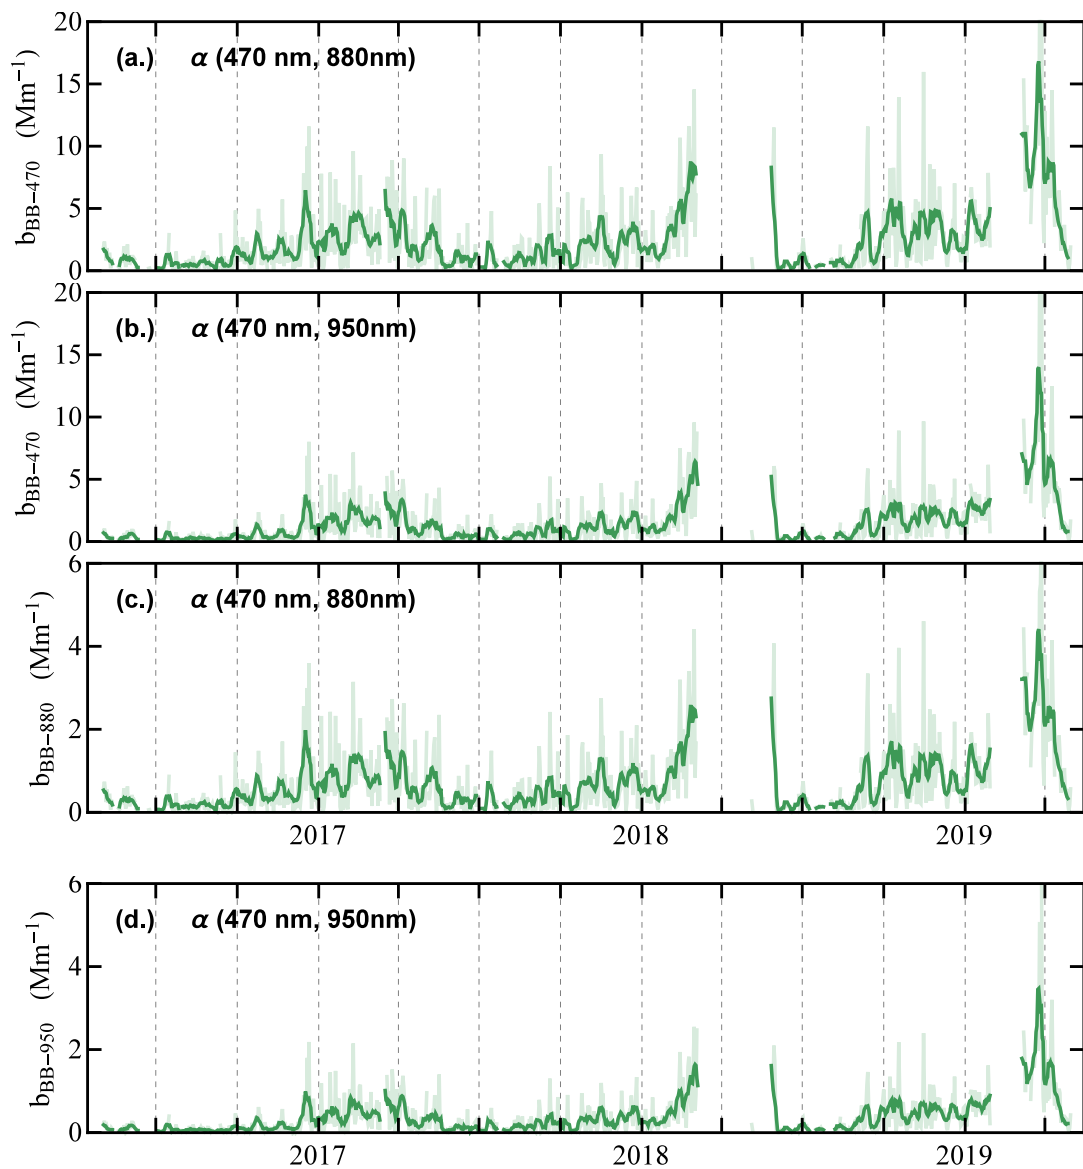 20
15
10
5
0
b_BB−470 (Mm⁻¹)
(a.) α (470 nm, 880nm)
20
15
10
5
0
b_BB−470 (Mm⁻¹)
(b.) α (470 nm, 950nm)
6
4
2
0
b_BB−880 (Mm⁻¹)
(c.) α (470 nm, 880nm)
2017 2018 2019
6
4
2
0
b_BB−950 (Mm⁻¹)
(d.) α (470 nm, 950nm)
2017 2018 2019